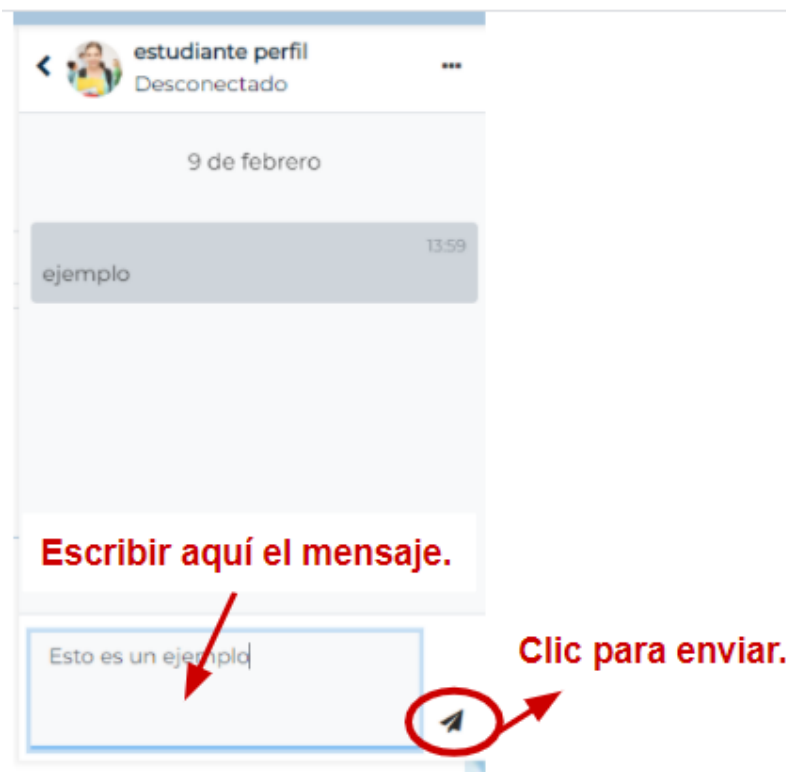 estudiante perfil
Desconectado
9 de febrero
13:59
ejemplo
Escribir aquí el mensaje.
Esto es un ejemplo
Clic para enviar.